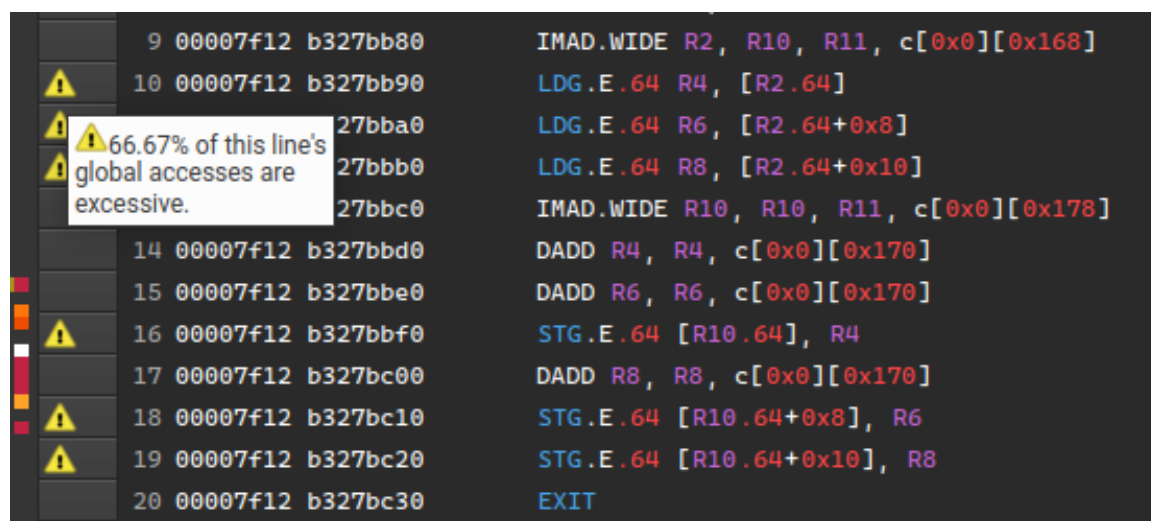 9 00007f12 b327bb80 IMAD.WIDE R2, R10, R11, c[0x0][0x168]
10 00007f12 b327bb90 LDG.E.64 R4, [R2.64]
27bba0 LDG.E.64 R6, [R2.64+0x8]
66.67% of this line's
global accesses are
excessive.
27bbb0 LDG.E.64 R8, [R2.64+0x10]
27bbc0 IMAD.WIDE R10, R10, R11, c[0x0][0x178]
14 00007f12 b327bbd0 DADD R4, R4, c[0x0][0x170]
15 00007f12 b327bbe0 DADD R6, R6, c[0x0][0x170]
16 00007f12 b327bbf0 STG.E.64 [R10.64], R4
17 00007f12 b327bc00 DADD R8, R8, c[0x0][0x170]
18 00007f12 b327bc10 STG.E.64 [R10.64+0x8], R6
19 00007f12 b327bc20 STG.E.64 [R10.64+0x10], R8
20 00007f12 b327bc30 EXIT